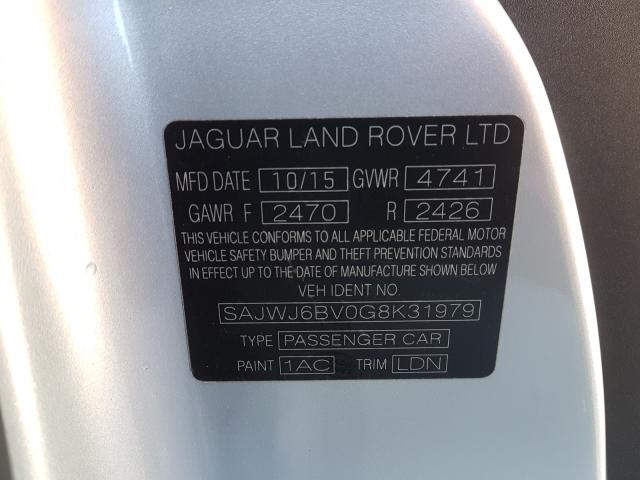 JAGUAR LAND ROVER LTD
MFD DATE 10/15 GVWR 4741
GAWR F 2470 R 2426
THIS VEHICLE CONFORMS TO ALL APPLICABLE FEDERAL MOTOR
VEHICLE SAFETY BUMPER AND THEFT PREVENTION STANDARDS
IN EFFECT UP TO THE DATE OF MANUFACTURE SHOWN BELOW
VEH IDENT NO.
SAJWJ6BV0G8K31979
TYPE PASSENGER CAR
PAINT 1AC TRIM LDN